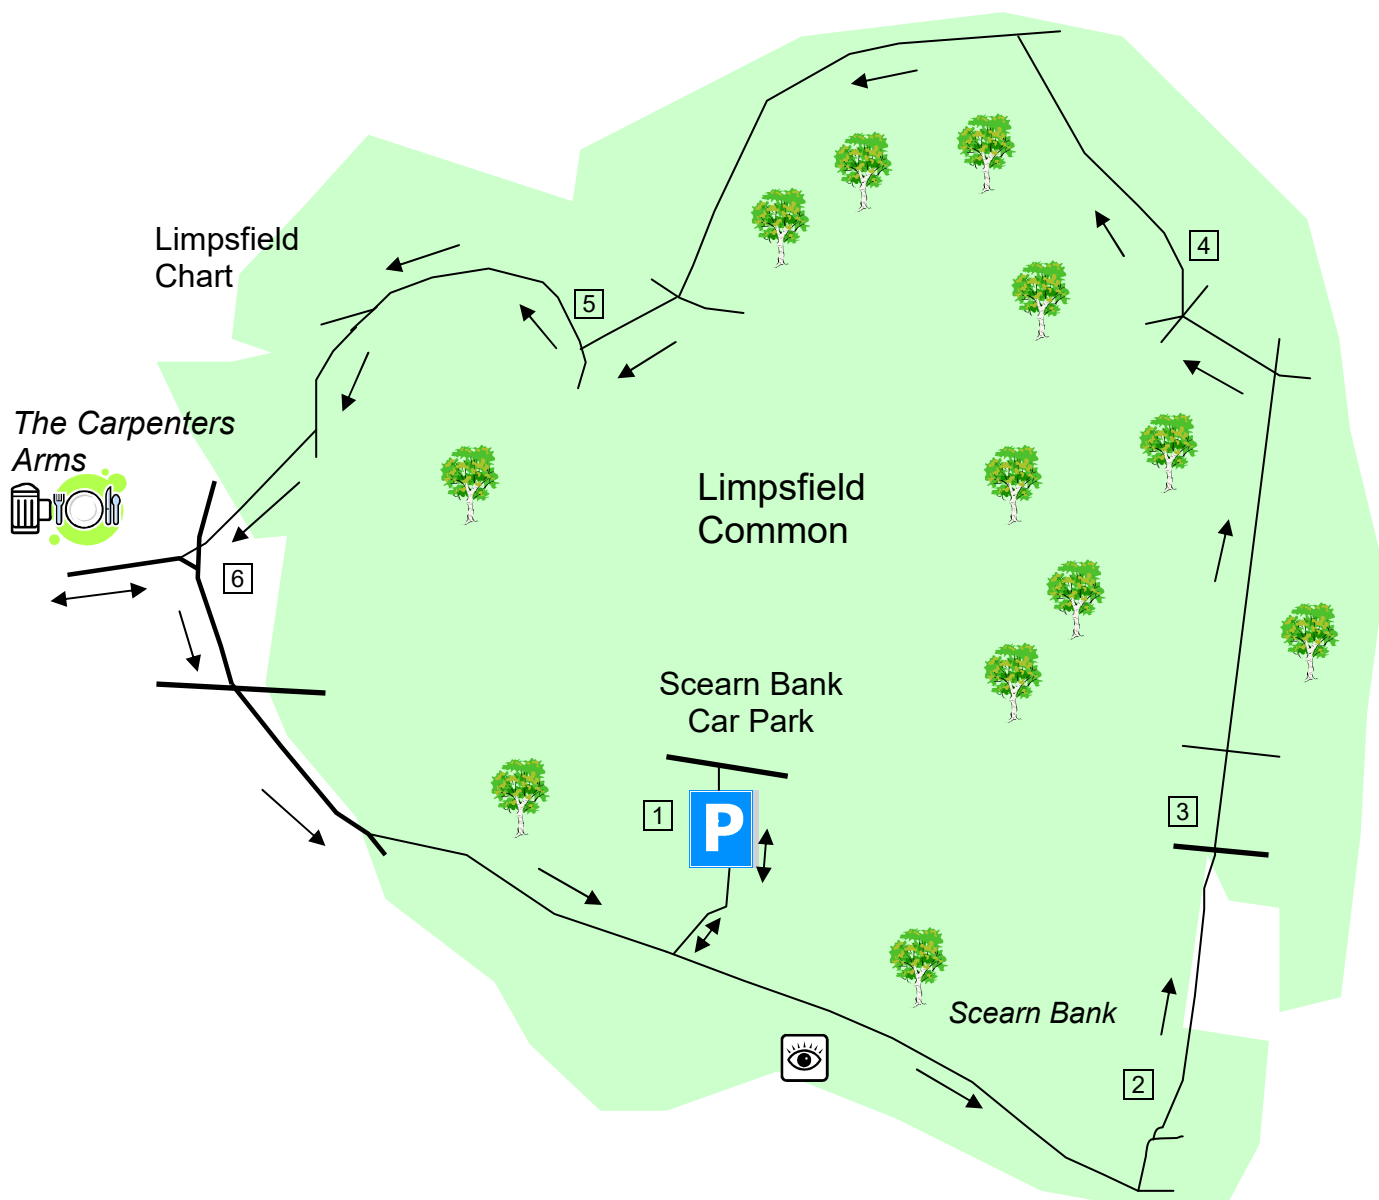 4
Limpsfield
Chart
5
The Carpenters
Arms
Limpsfield
Common
6
Scearn Bank
Car Park
1
P
3
Scearn Bank
2